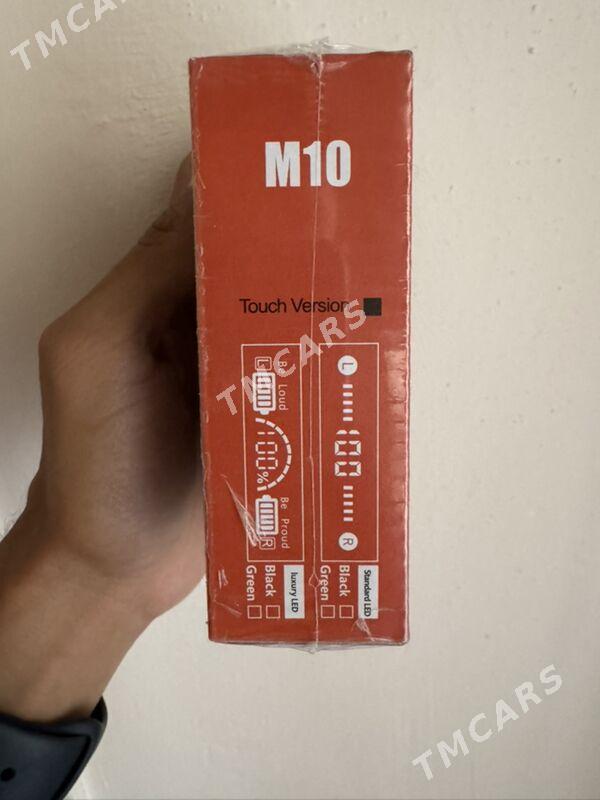 TMCARS
M10
Touch Version
TMCARS
L
Be Loud
100%
Be Proud
R
L
100
R
luxury LED
Black
Green
Standard LED
Black
Green
TMCARS